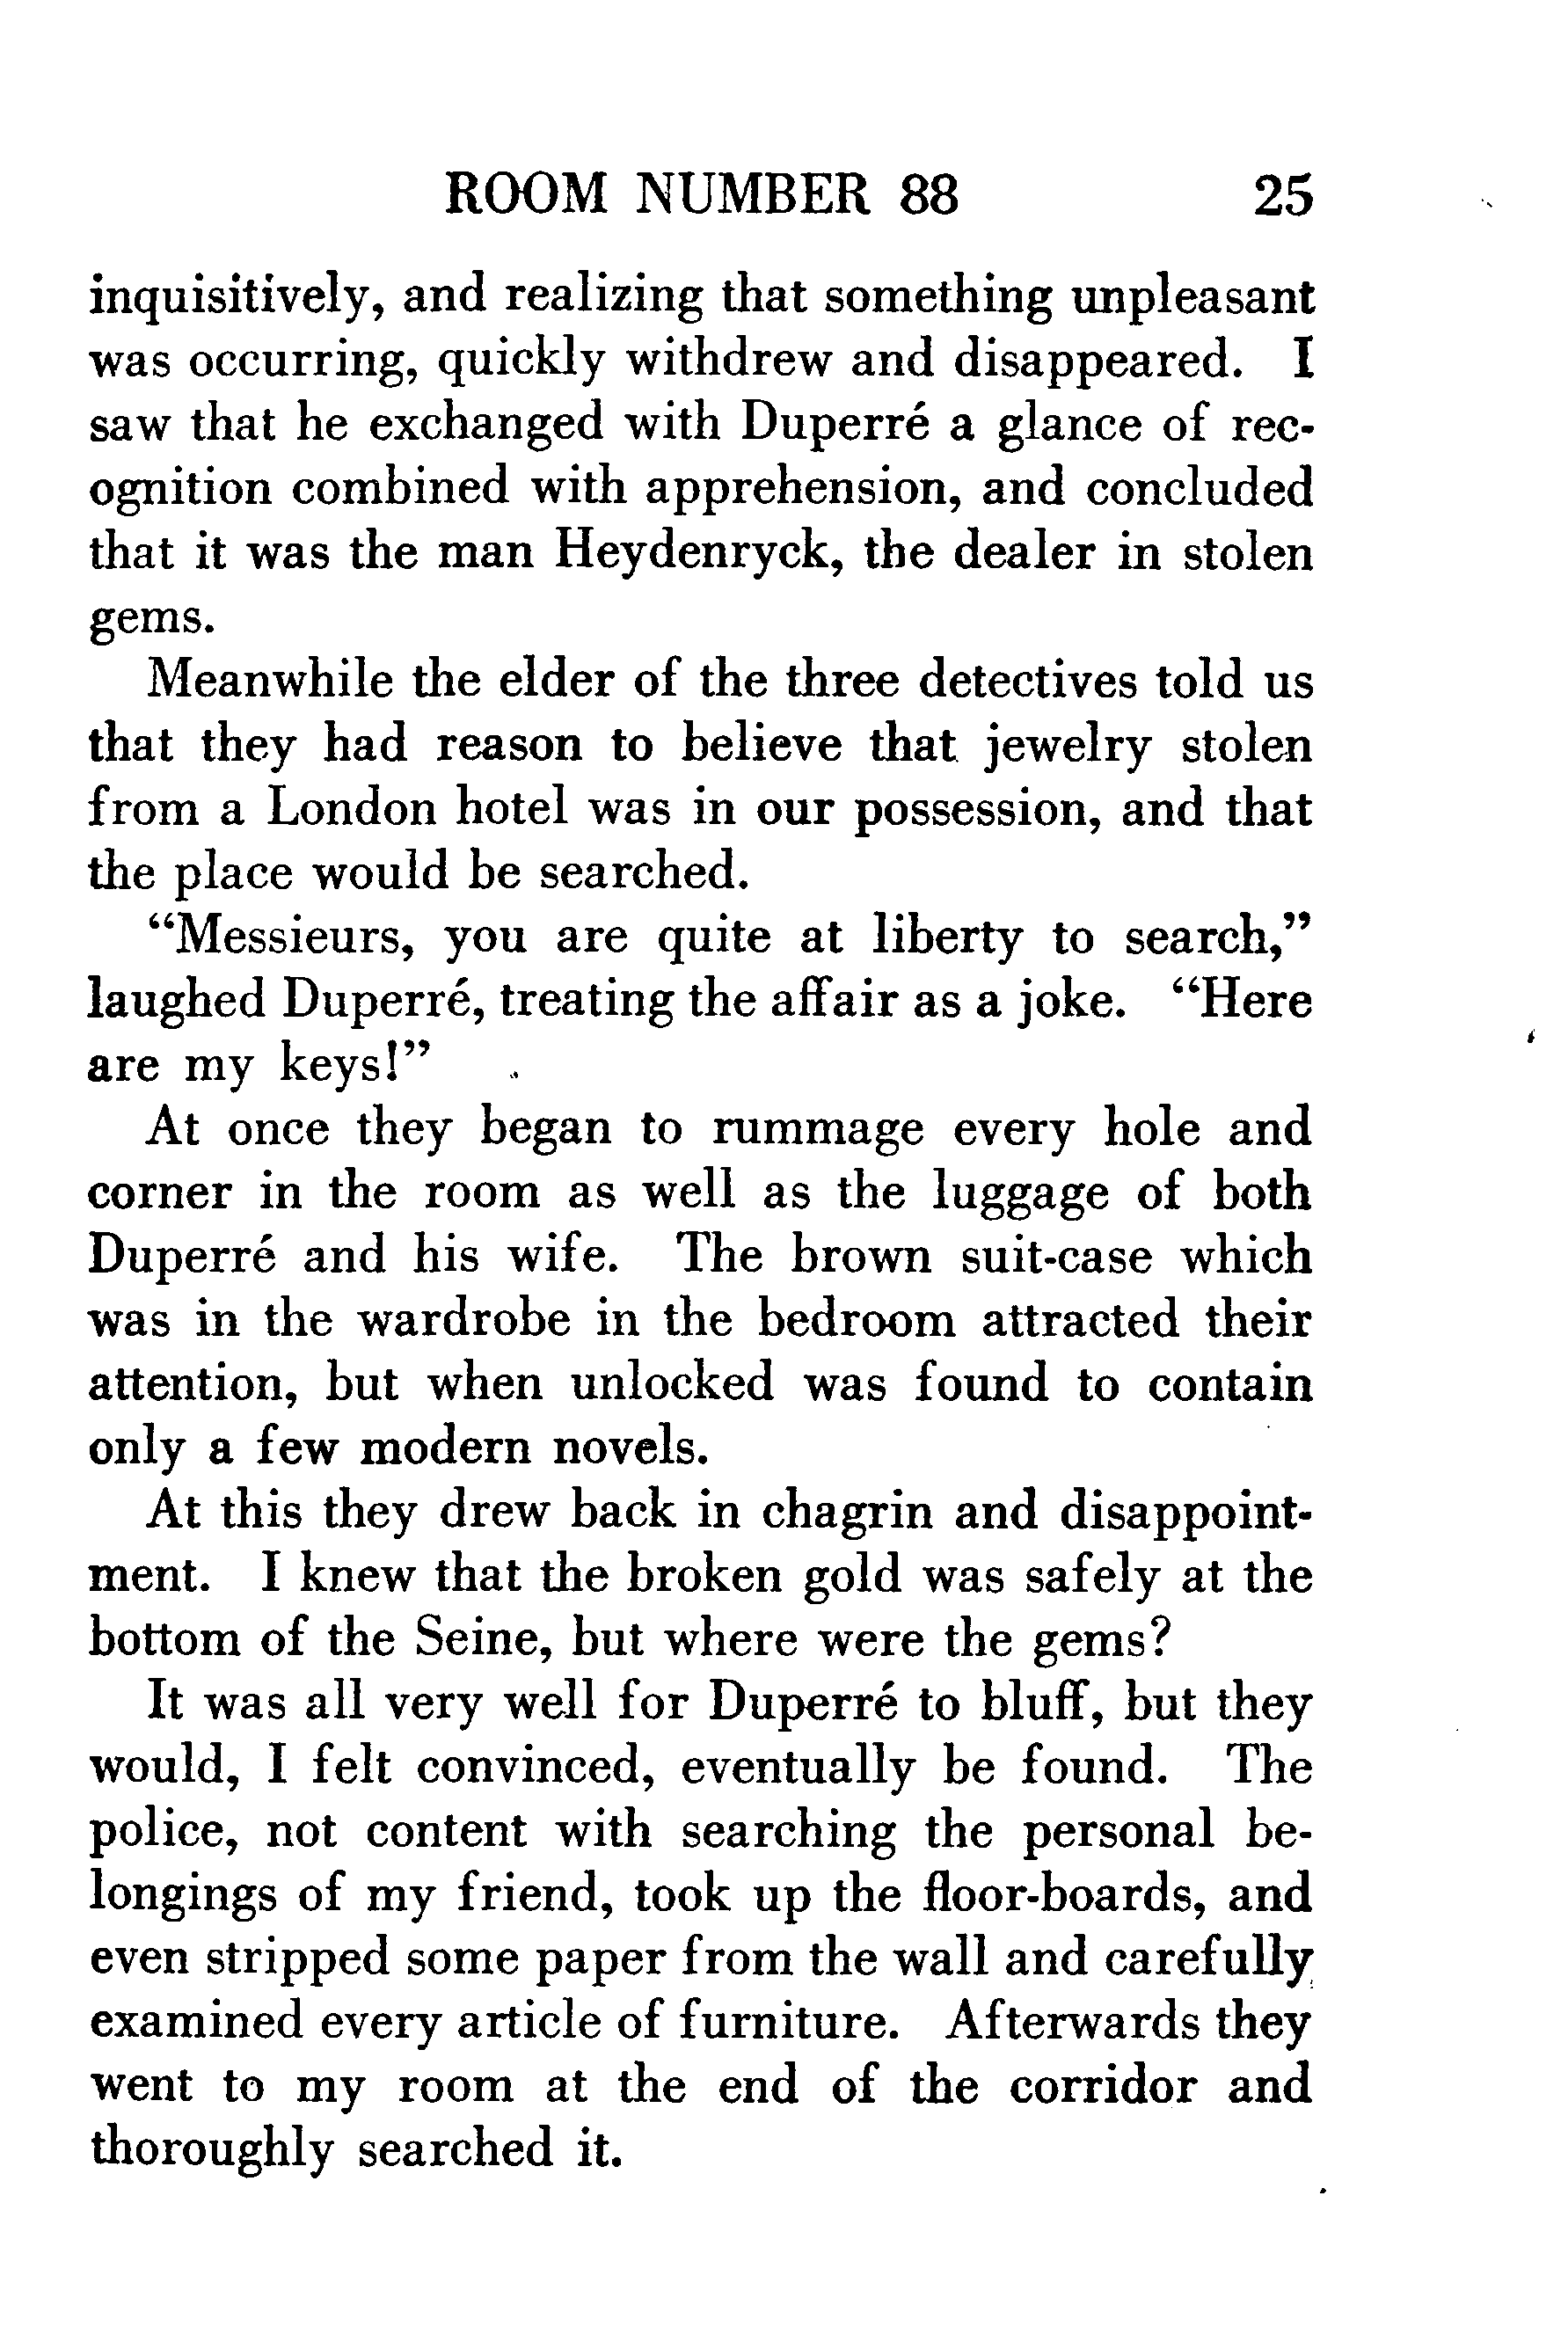 ROOM NUMBER 88 25
inquisitively, and realizing that something unpleasant
was occurring, quickly withdrew and disappeared. I
saw that he exchanged with Duperré a glance of rec-
ognition combined with apprehension, and concluded
that it was the man Heydenryck, the dealer in stolen
gems.
Meanwhile the elder of the three detectives told us
that they had reason to believe that jewelry stolen
from a London hotel was in our possession, and that
the place would be searched.
“Messieurs, you are quite at liberty to search,”
laughed Duperré, treating the affair as a joke. “Here
are my keys!”
At once they began to rummage every hole and
corner in the room as well as the luggage of both
Duperré and his wife. The brown suit-case which
was in the wardrobe in the bedroom attracted their
attention, but when unlocked was found to contain
only a few modern novels.
At this they drew back in chagrin and disappoint-
ment. I knew that the broken gold was safely at the
bottom of the Seine, but where were the gems?
It was all very well for Duperré to bluff, but they
would, I felt convinced, eventually be found. The
police, not content with searching the personal be-
longings of my friend, took up the floor-boards, and
even stripped some paper from the wall and carefully
examined every article of furniture. Afterwards they
went to my room at the end of the corridor and
thoroughly searched it.